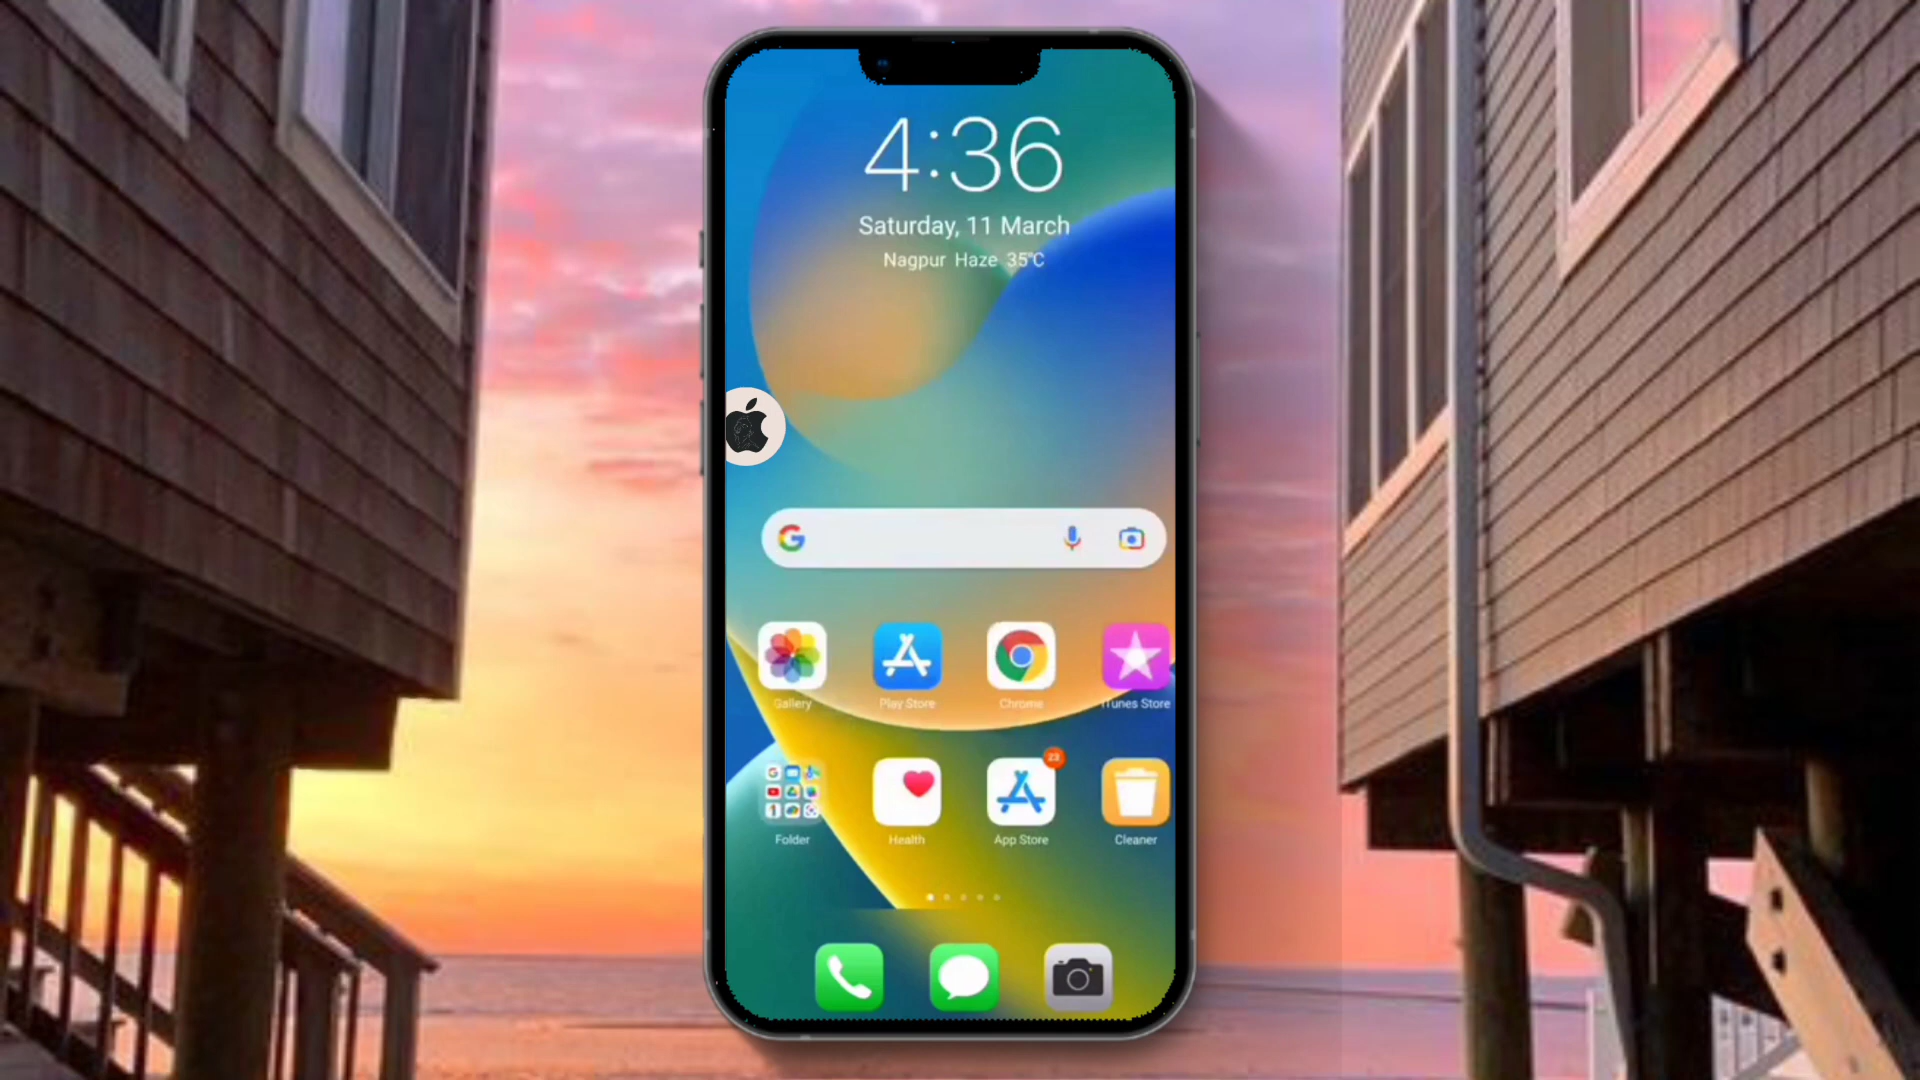 4:36
Saturday, 11 March
Nagpur Haze 35°C
Gallery Play Store Chrome iTunes Store
23
Folder Health App Store Cleaner